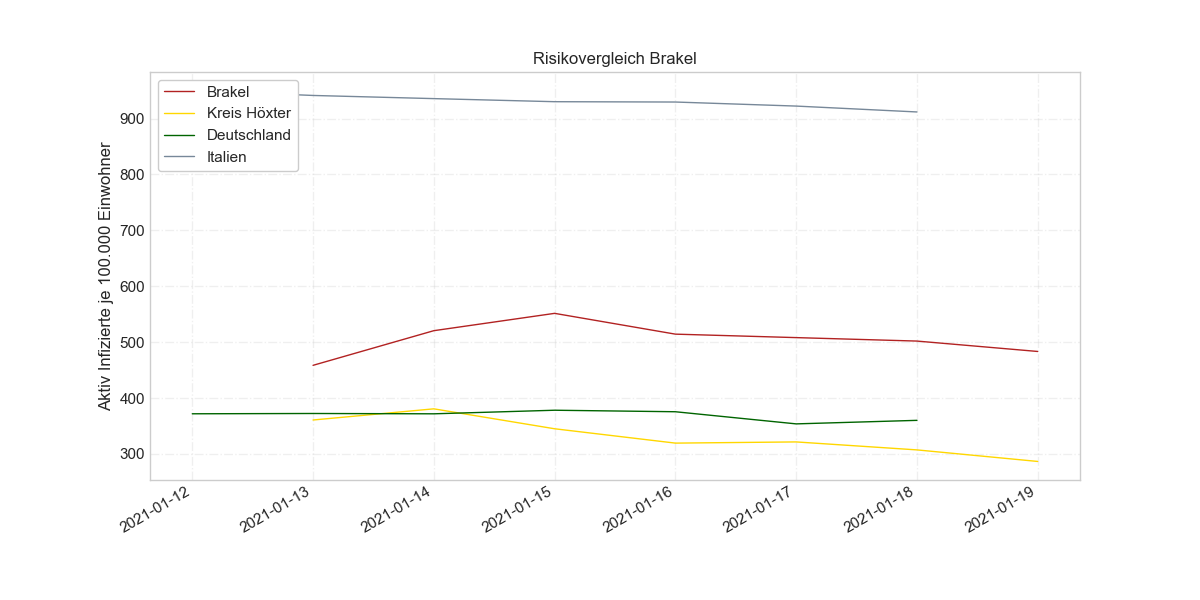 Risikovergleich Brakel
Brakel
Kreis Höxter
Deutschland
Italien
Aktiv Infizierte je 100.000 Einwohner
900
800
700
600
500
400
300
2021-01-12
2021-01-13
2021-01-14
2021-01-15
2021-01-16
2021-01-17
2021-01-18
2021-01-19